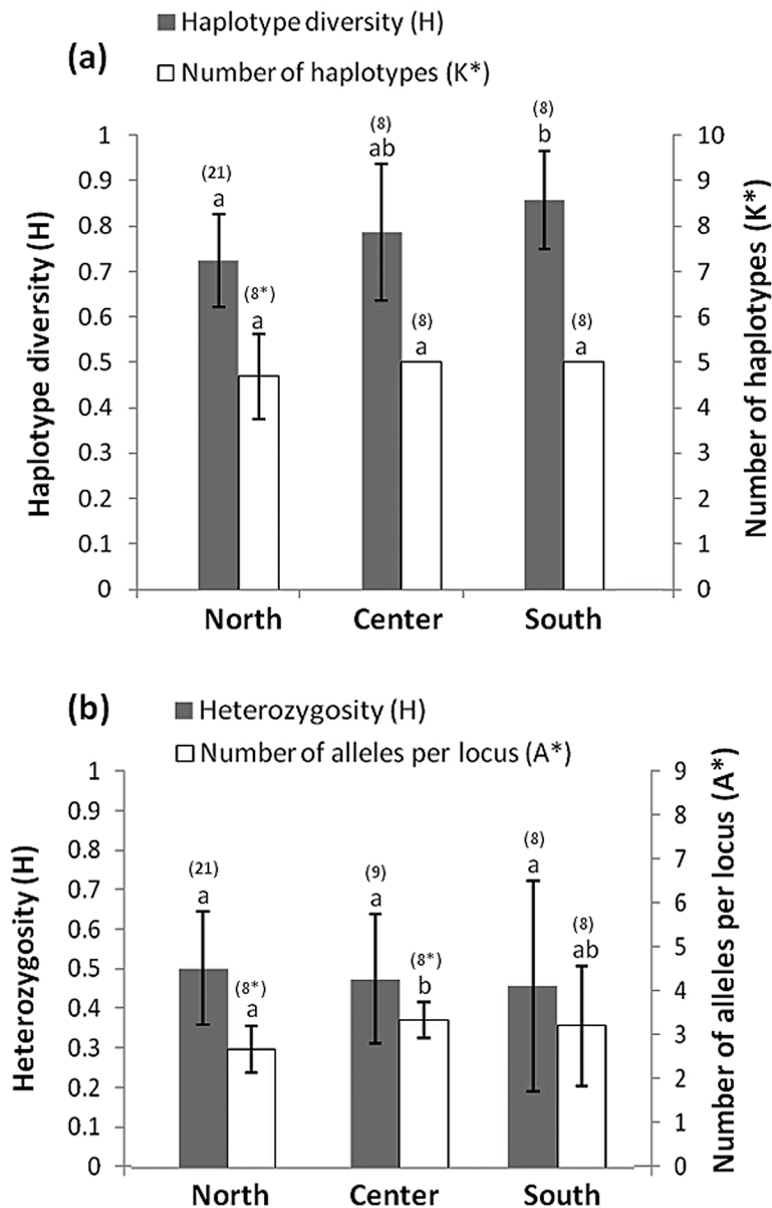 Haplotype diversity (H)
(a)
Number of haplotypes (K*)
Haplotype diversity (H)
1
0.9
0.8
0.7
0.6
0.5
0.4
0.3
0.2
0.1
0
(21)
a
(8*)
a
(8)
ab
(8)
a
(8)
b
(8)
a
10
9
8
7
6
5
4
3
2
1
0
Number of haplotypes (K*)
North Center South
(b)
Heterozygosity (H)
Number of alleles per locus (A*)
Heterozygosity (H)
1
0.9
0.8
0.7
0.6
0.5
0.4
0.3
0.2
0.1
0
(21)
a
(8*)
a
(9)
a
(8*)
b
(8)
a
(8)
ab
9
8
7
6
5
4
3
2
1
0
Number of alleles per locus (A*)
North Center South